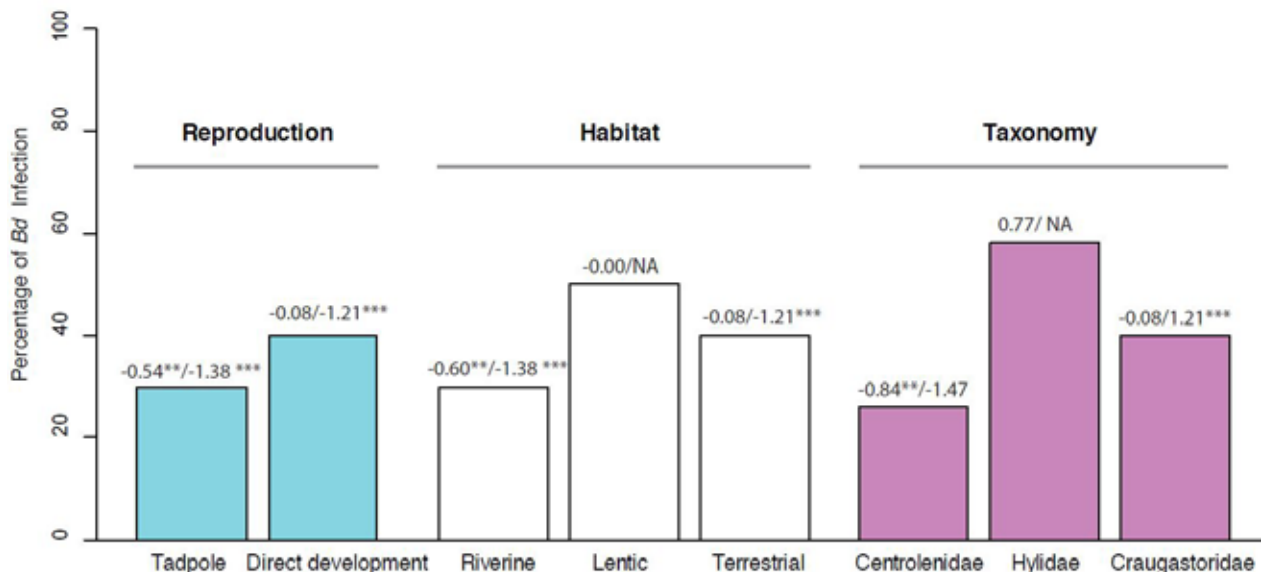 Percentage of Bd Infection
100
80
60
40
20
0
Reproduction
Habitat
Taxonomy
-0.54**/-1.38 ***
-0.08/-1.21***
-0.60**/-1.38 ***
-0.00/NA
-0.08/-1.21***
-0.84**/-1.47
0.77/ NA
-0.08/1.21***
Tadpole Direct development Riverine Lentic Terrestrial Centrolenidae Hylidae Craugastoridae